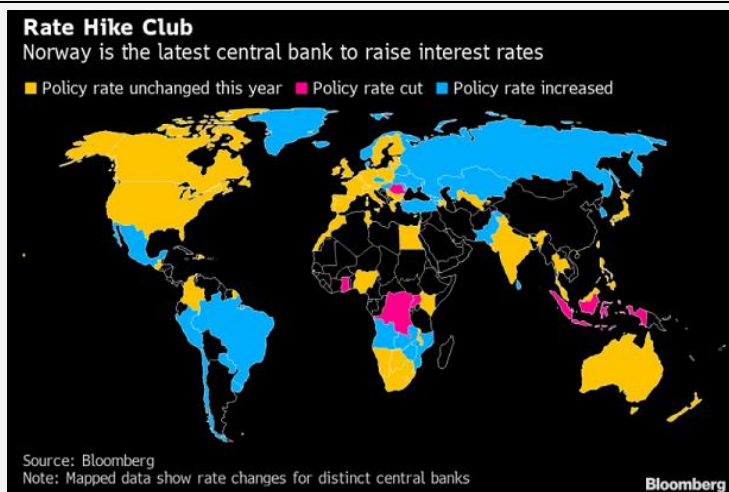 Rate Hike Club
Norway is the latest central bank to raise interest rates
Policy rate unchanged this year Policy rate cut Policy rate increased
Source: Bloomberg
Note: Mapped data show rate changes for distinct central banks
Bloomberg